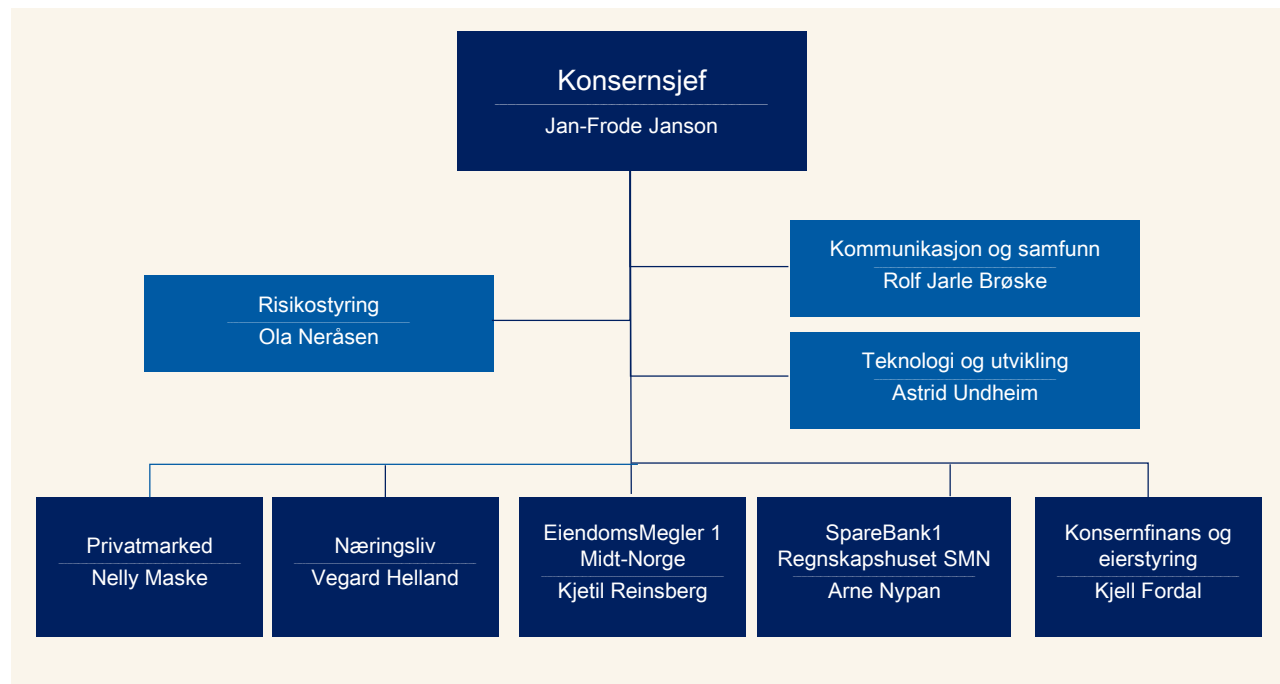 Konsernsjef
Jan-Frode Janson
Kommunikasjon og samfunn
Rolf Jarle Brøske
Risikostyring
Ola Neråsen
Teknologi og utvikling
Astrid Undheim
Privatmarked
Nelly Maske
Næringsliv
Vegard Helland
EiendomsMegler 1
Midt-Norge
Kjetil Reinsberg
SpareBank1
Regnskapshuset SMN
Arne Nypan
Konsernfinans og
eierstyring
Kjell Fordal